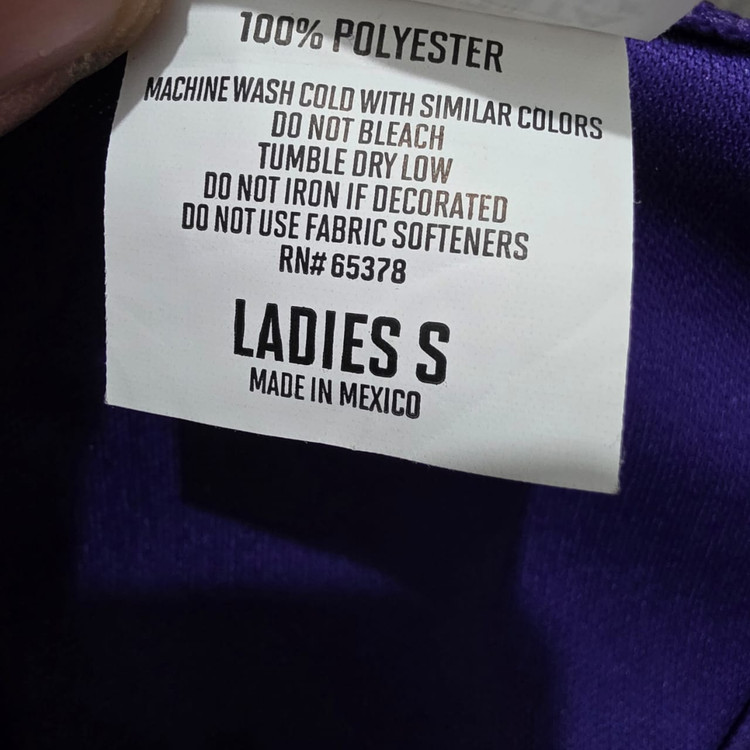 100% POLYESTER
MACHINE WASH COLD WITH SIMILAR COLORS
DO NOT BLEACH
TUMBLE DRY LOW
DO NOT IRON IF DECORATED
DO NOT USE FABRIC SOFTENERS
RN# 65378
LADIES S
MADE IN MEXICO